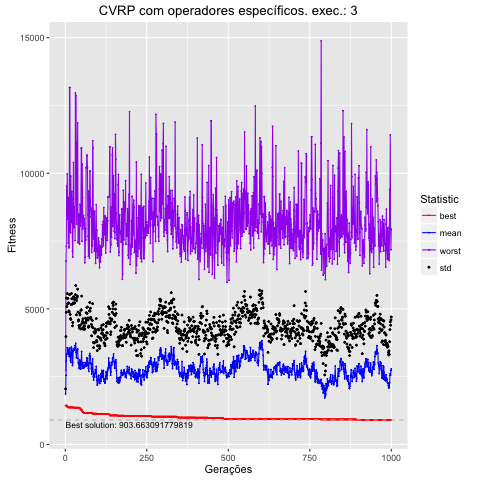 CVRP com operadores específicos. exec.: 3
Fitness
15000
10000
5000
0
Best solution: 903.663091779819
0
250
500
750
1000
Gerações
Statistic
best
mean
worst
std